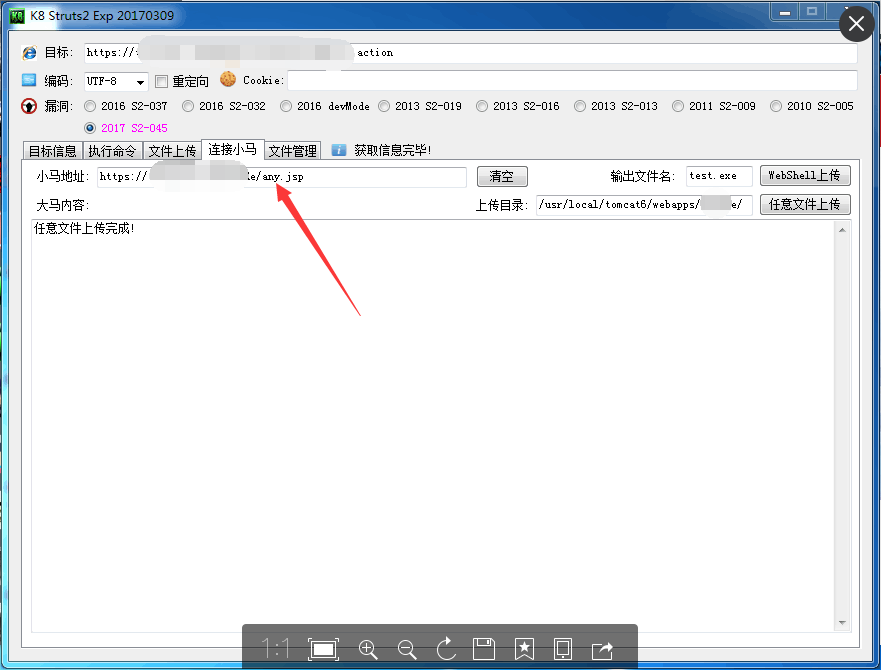 K8 Struts2 Exp 20170309
目标: https:// action
编码: UTF-8 重定向 Cookie:
漏洞: 2016 S2-037 2016 S2-032 2016 devMode 2013 S2-019 2013 S2-016 2013 S2-013 2011 S2-009 2010 S2-005
2017 S2-045
目标信息 执行命令 文件上传 连接小马 文件管理 获取信息完毕!
小马地址: https:// /any.jsp 清空 输出文件名: test.exe WebShell上传
大马内容: 上传目录: /usr/local/tomcat6/webapps/ e/ 任意文件上传
任意文件上传完成!
1:1